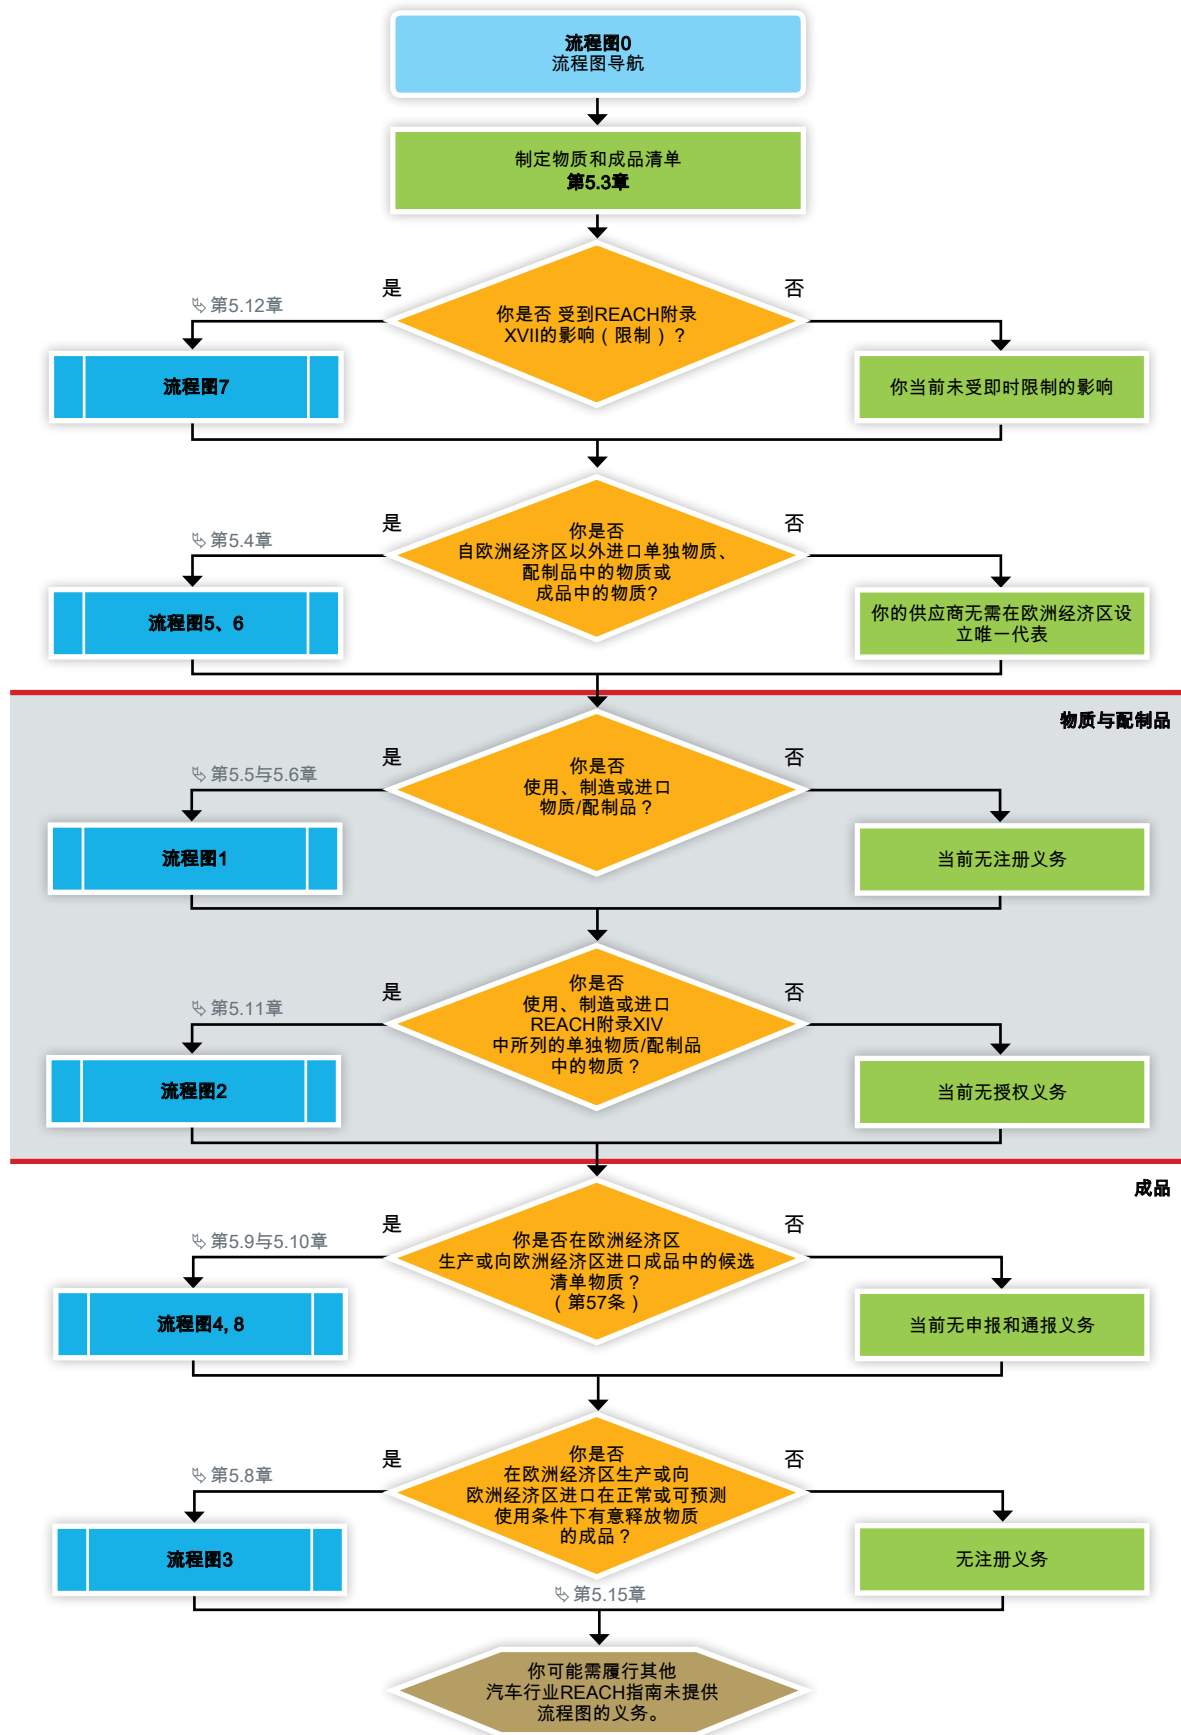 流程图0
流程图导航
制定物质和成品清单
第5.3章
是
否
第5.12章
你是否 受到REACH附录
XVII的影响（限制）？
流程图7
你当前未受即时限制的影响
是
否
第5.4章
你是否
自欧洲经济区以外进口单独物质、
配制品中的物质或
成品中的物质?
流程图5、6
你的供应商无需在欧洲经济区设
立唯一代表
物质与配制品
是
否
第5.5与5.6章
你是否
使用、制造或进口
物质/配制品？
流程图1
当前无注册义务
是
否
第5.11章
你是否
使用、制造或进口
REACH附录XIV
中所列的单独物质/配制品
中的物质？
流程图2
当前无授权义务
成品
是
否
第5.9与5.10章
你是否在欧洲经济区
生产或向欧洲经济区进口成品中的候选
清单物质？
（第57条）
流程图4, 8
当前无申报和通报义务
是
否
第5.8章
你是否
在欧洲经济区生产或向
欧洲经济区进口在正常或可预测
使用条件下有意释放物质
的成品？
流程图3
无注册义务
第5.15章
你可能需履行其他
汽车行业REACH指南未提供
流程图的义务。